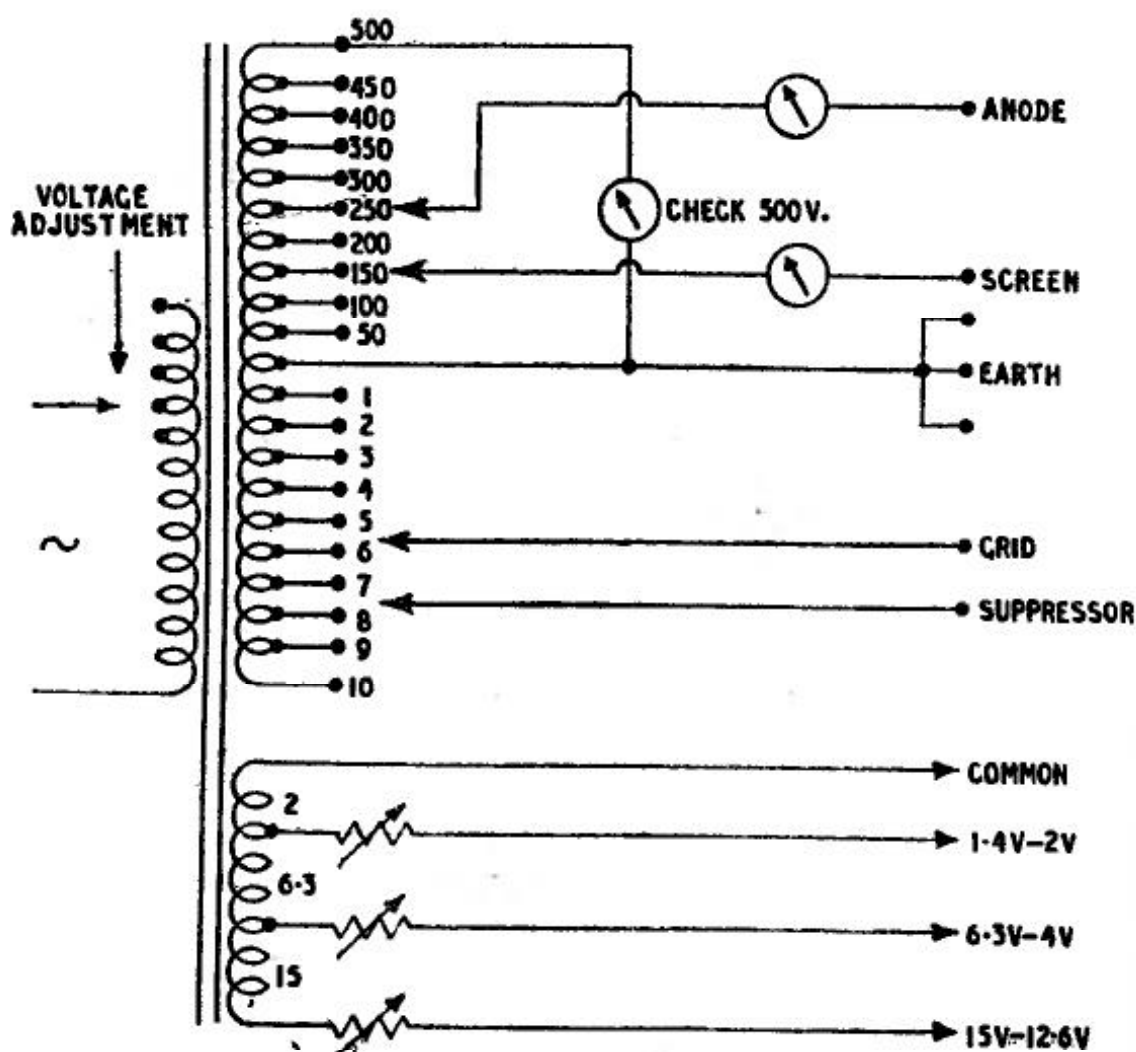 500
450
400
350
300
250
200
150
100
50
1
2
3
4
5
6
7
8
9
10
VOLTAGE
ADJUSTMENT
ANODE
CHECK 500V.
SCREEN
EARTH
GRID
SUPPRESSOR
COMMON
2
1·4V–2V
6·3
6·3V–4V
15
15V–12·6V